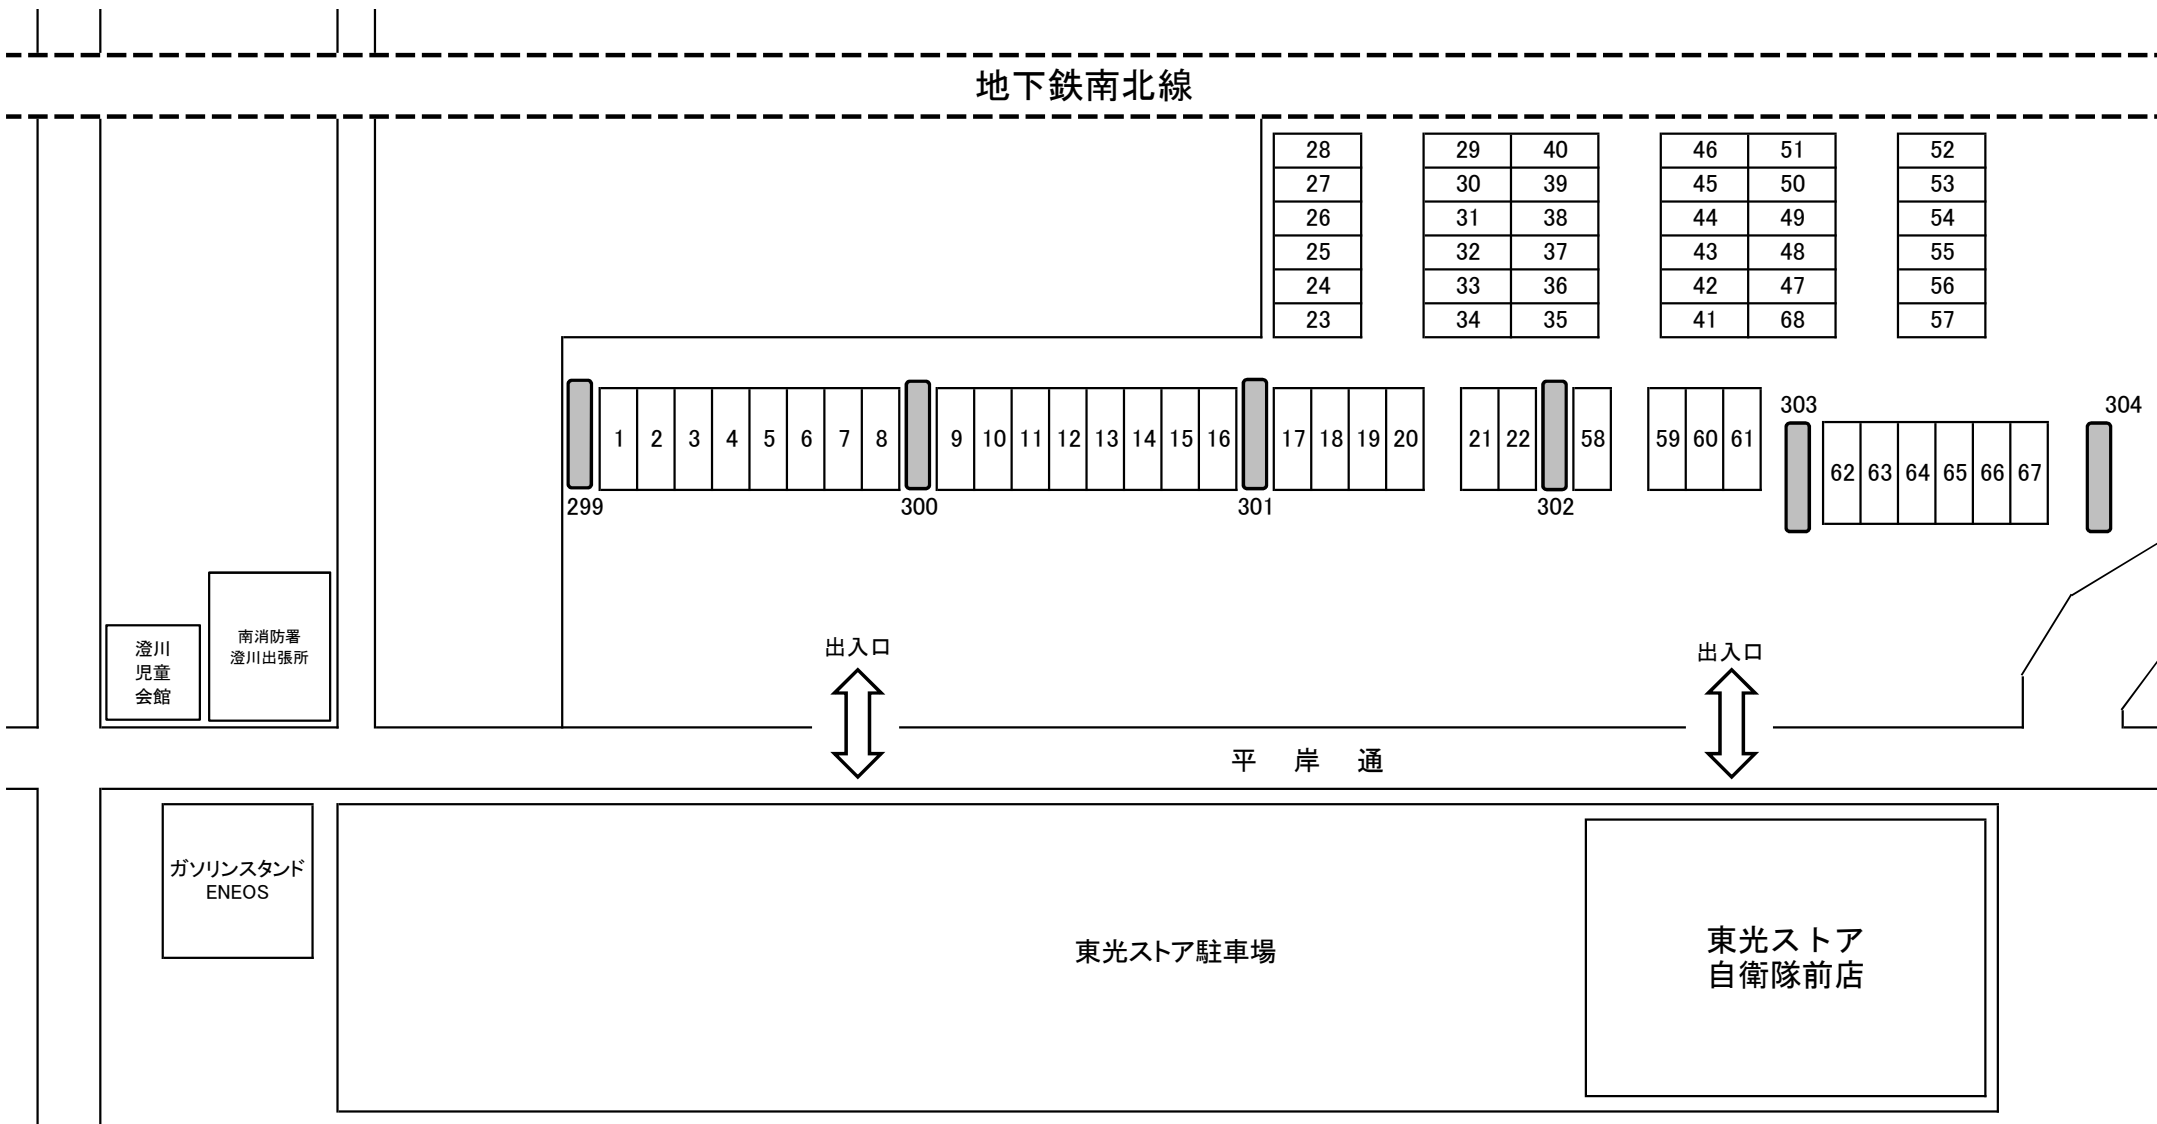 地下鉄南北線
28 29 40 46 51 52
27 30 39 45 50 53
26 31 38 44 49 54
25 32 37 43 48 55
24 33 36 42 47 56
23 34 35 41 68 57
303 304
1 2 3 4 5 6 7 8 9 10 11 12 13 14 15 16 17 18 19 20 21 22 58 59 60 61
62 63 64 65 66 67
299 300 301 302
澄川
児童
会館
南消防署
澄川出張所
出入口
出入口
平 岸 通
ガソリンスタンド
ENEOS
東光ストア駐車場
東光ストア
自衛隊前店